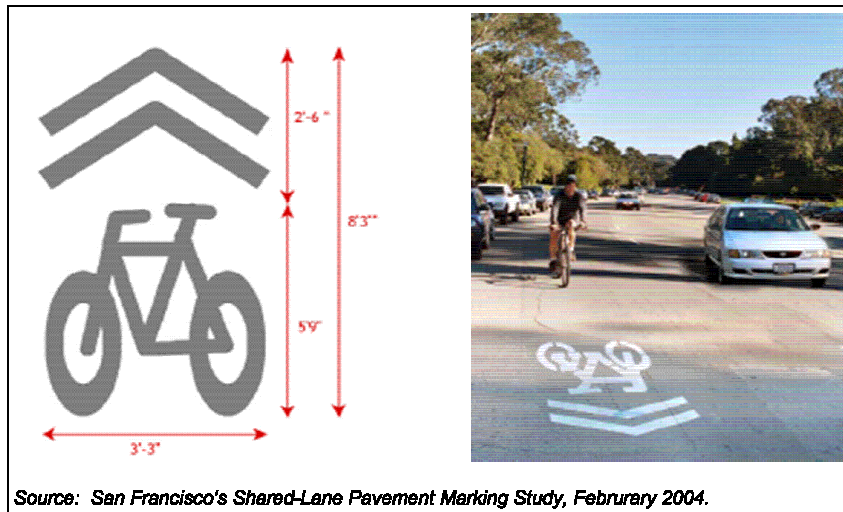 2'-6 "
8'3"
5'9"
3'-3"
Source: San Francisco's Shared-Lane Pavement Marking Study, Februrary 2004.